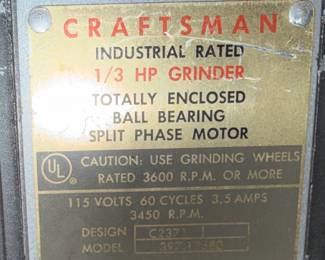 CRAFTSMAN
INDUSTRIAL RATED
1/3 HP GRINDER
TOTALLY ENCLOSED
BALL BEARING
SPLIT PHASE MOTOR
UL
CAUTION: USE GRINDING WHEELS
RATED 3600 R.P.M. OR MORE
115 VOLTS 60 CYCLES 3.5 AMPS
3450 R.P.M.
DESIGN
MODEL